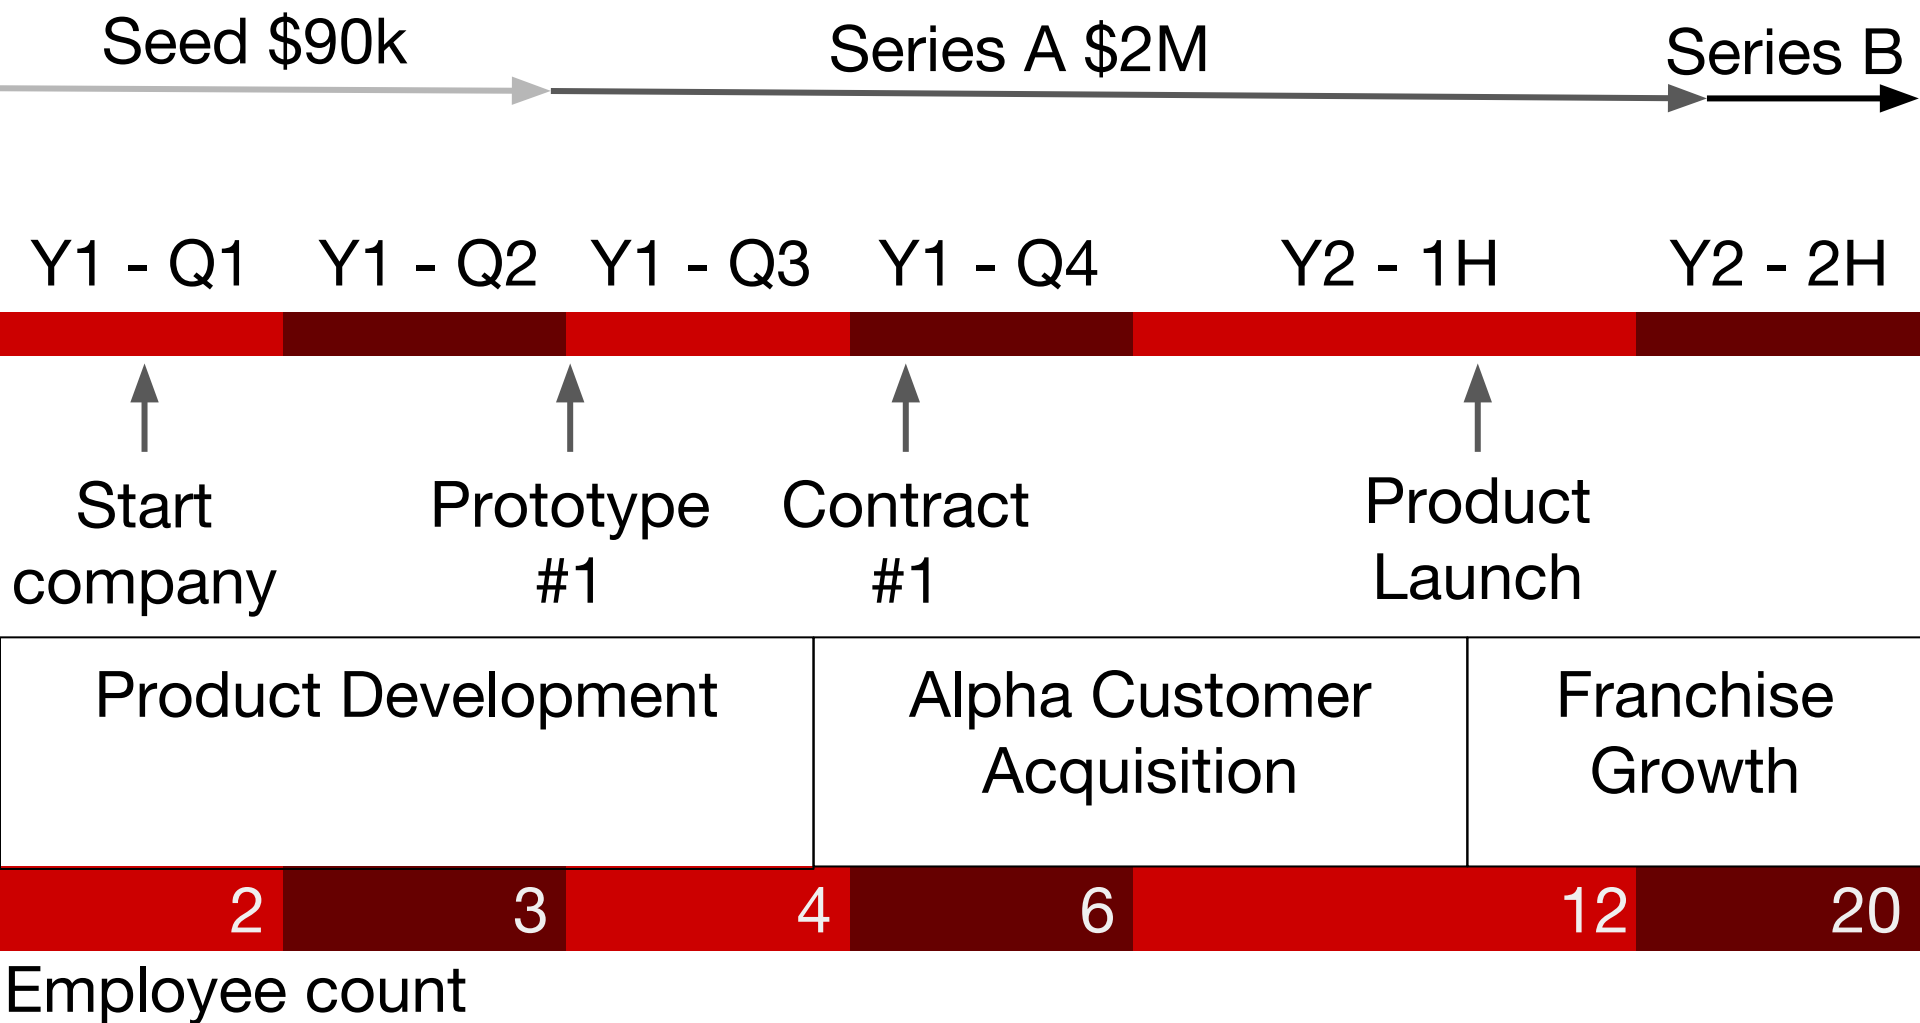 Seed $90k
Series A $2M
Series B
Y1 - Q1
Y1 - Q2
Y1 - Q3
Y1 - Q4
Y2 - 1H
Y2 - 2H
Start
company
Prototype
#1
Contract
#1
Product
Launch
Product Development
Alpha Customer
Acquisition
Franchise
Growth
2
3
4
6
12
20
Employee count